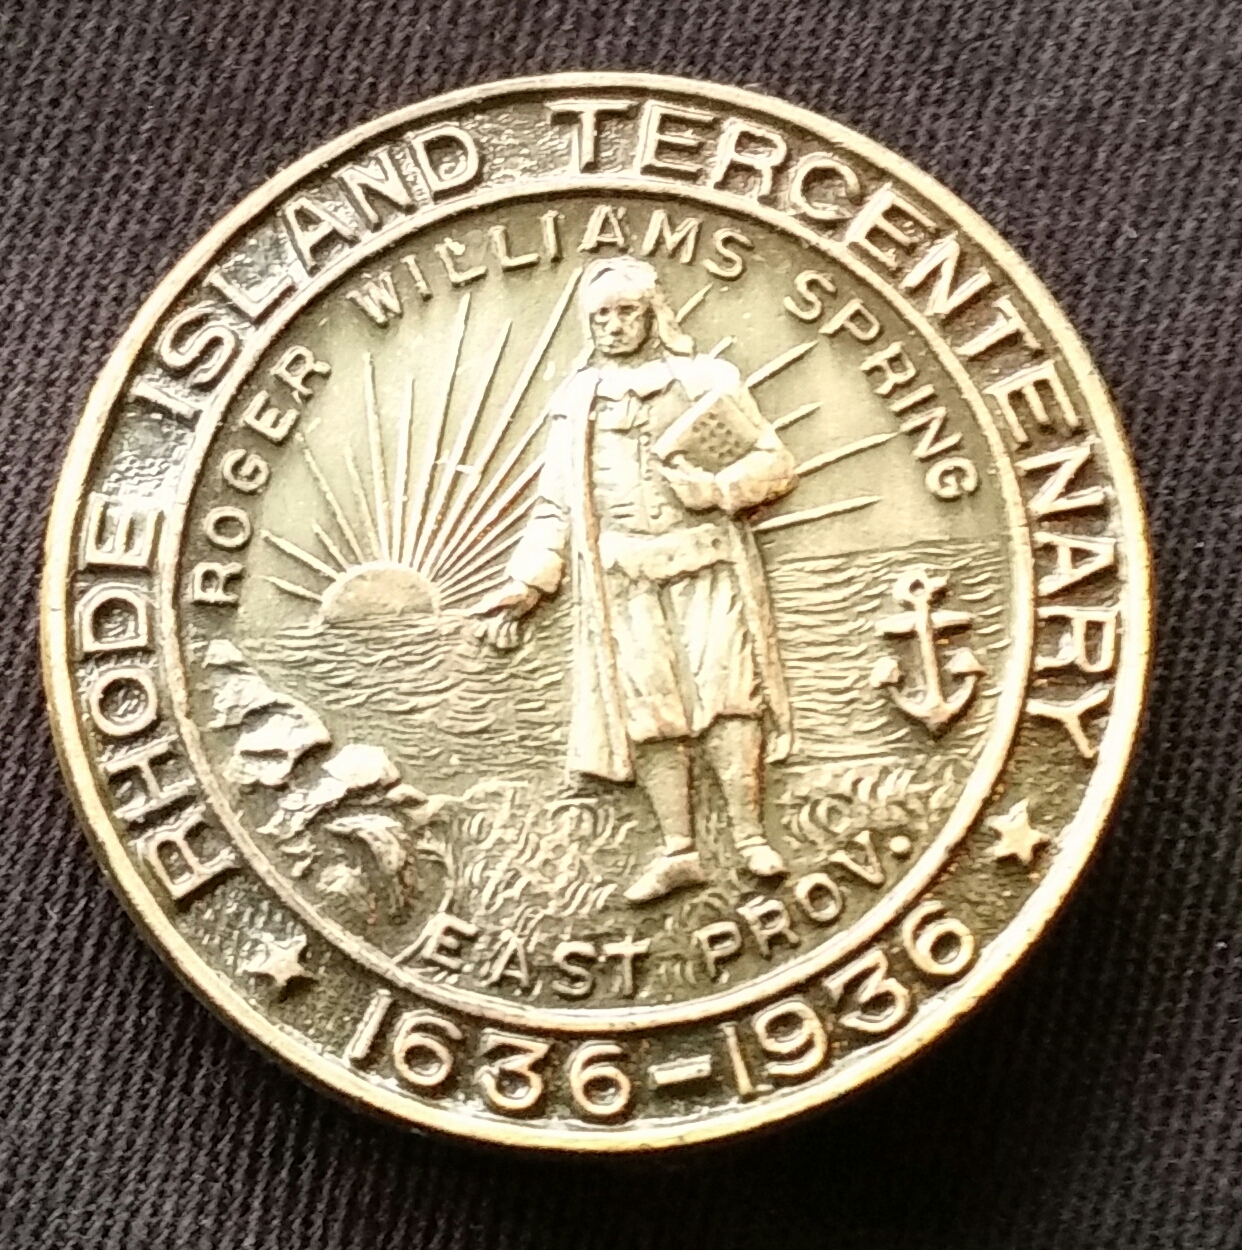 RHODE ISLAND TERCENTENARY
ROGER WILLIAMS SPRING
EAST PROV.
1636-1936